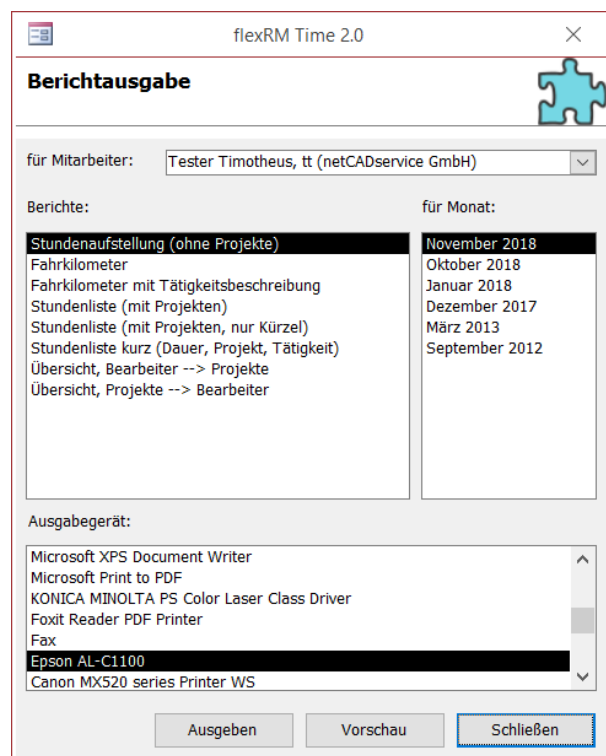 flexRM Time 2.0
Berichtausgabe
für Mitarbeiter:
Tester Timotheus, tt (netCADservice GmbH)
Berichte:
für Monat:
Stundenaufstellung (ohne Projekte)
Fahrkilometer
Fahrkilometer mit Tätigkeitsbeschreibung
Stundenliste (mit Projekten)
Stundenliste (mit Projekten, nur Kürzel)
Stundenliste kurz (Dauer, Projekt, Tätigkeit)
Übersicht, Bearbeiter --> Projekte
Übersicht, Projekte --> Bearbeiter
November 2018
Oktober 2018
Januar 2018
Dezember 2017
März 2013
September 2012
Ausgabegerät:
Microsoft XPS Document Writer
Microsoft Print to PDF
KONICA MINOLTA PS Color Laser Class Driver
Foxit Reader PDF Printer
Fax
Epson AL-C1100
Canon MX520 series Printer WS
Ausgeben
Vorschau
Schließen